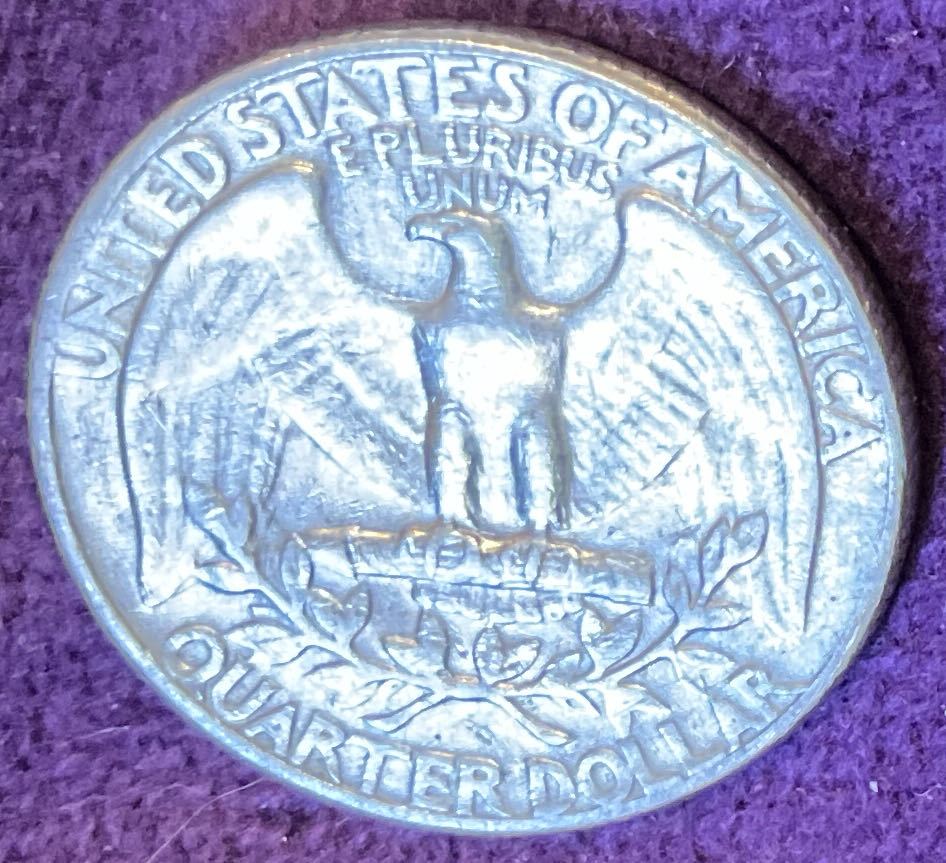 UNITED STATES OF AMERICA
E PLURIBUS
UNUM
QUARTER DOLLAR